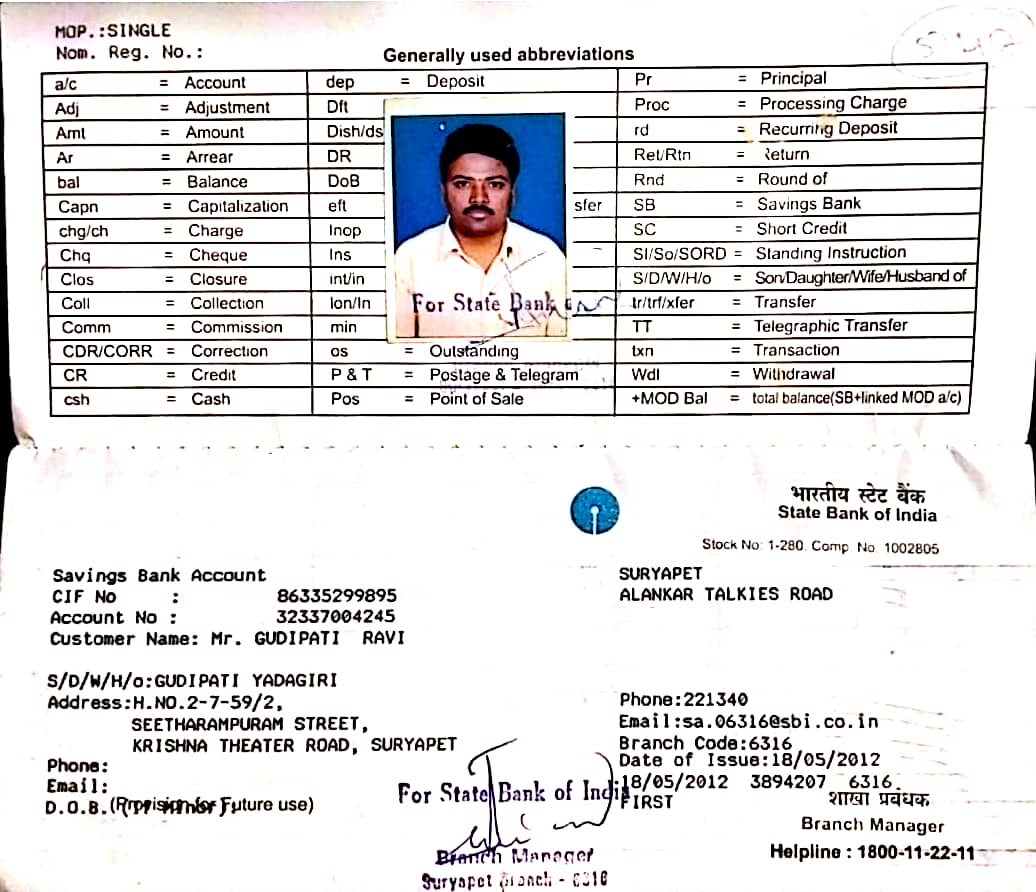 MOP.:SINGLE
Nom. Reg. No.:
Generally used abbreviations
a/c = Account dep = Deposit Pr = Principal
Adj = Adjustment Dft Proc = Processing Charge
Amt = Amount Dish/ds rd = Recurring Deposit
Ar = Arrear DR Ret/Rtn = Return
bal = Balance DoB Rnd = Round of
Capn = Capitalization eft sfer SB = Savings Bank
chg/ch = Charge Inop SC = Short Credit
Chq = Cheque Ins SI/So/SORD = Standing Instruction
Clos = Closure int/in S/D/W/H/o = Son/Daughter/Wife/Husband of
Coll = Collection lon/ln tr/trf/xfer = Transfer
For State Bank
Comm = Commission min TT = Telegraphic Transfer
CDR/CORR = Correction os = Outstanding txn = Transaction
CR = Credit P & T = Postage & Telegram Wdl = Withdrawal
csh = Cash Pos = Point of Sale +MOD Bal = total balance(SB+linked MOD a/c)
भारतीय स्टेट बैंक
State Bank of India
Stock No: 1-280. Comp. No. 1002805
Savings Bank Account
CIF No : 86335299895
Account No : 32337004245
Customer Name: Mr. GUDIPATI RAVI
SURYAPET
ALANKAR TALKIES ROAD
S/D/W/H/o:GUDIPATI YADAGIRI
Address:H.NO.2-7-59/2,
SEETHARAMPURAM STREET,
KRISHNA THEATER ROAD, SURYAPET
Phone:
Email:
D.O.B.(
(Provision for Future use)
Phone:221340
Email:sa.06316@sbi.co.in
Branch Code:6316
Date of Issue:18/05/2012
18/05/2012 3894207 6316
FIRST
For State Bank of India
Branch Manager
Suryapet Branch - 6316
शाखा प्रबंधक
Branch Manager
Helpline : 1800-11-22-11